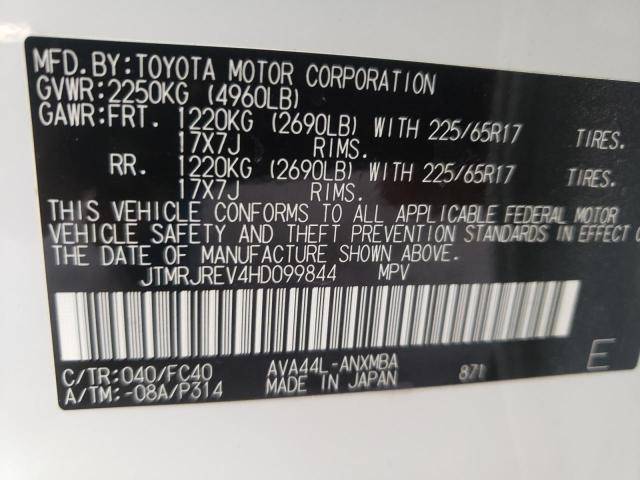 MFD. BY: TOYOTA MOTOR CORPORATION
GVWR: 2250KG (4960LB)
GAWR: FRT. 1220KG (2690LB) WITH 225/65R17 TIRES.
17X7J RIMS.
RR. 1220KG (2690LB) WITH 225/65R17 TIRES.
17X7J RIMS.
THIS VEHICLE CONFORMS TO ALL APPLICABLE FEDERAL MOTOR
VEHICLE SAFETY AND THEFT PREVENTION STANDARDS IN EFFECT O
THE DATE OF MANUFACTURE SHOWN ABOVE.
JTMRJREV4HD099844 MPV
C/TR: 040/FC40 AVA44L-ANXMBA 871 E
A/TM: -08A/P314 MADE IN JAPAN